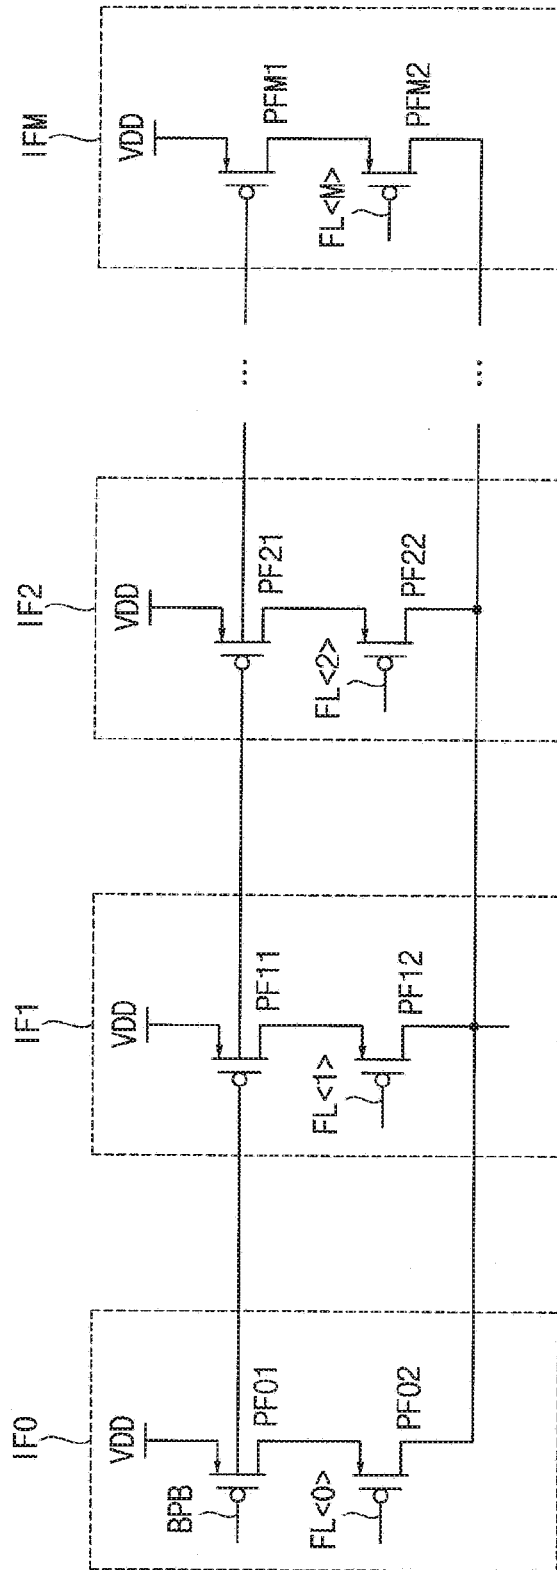 IF0
IF1
IF2
IFM
VDD
VDD
VDD
VDD
BPB
PF01
PF11
PF21
...
PFM1
FL<0>
PF02
FL<1>
PF12
FL<2>
PF22
...
FL<M>
PFM2